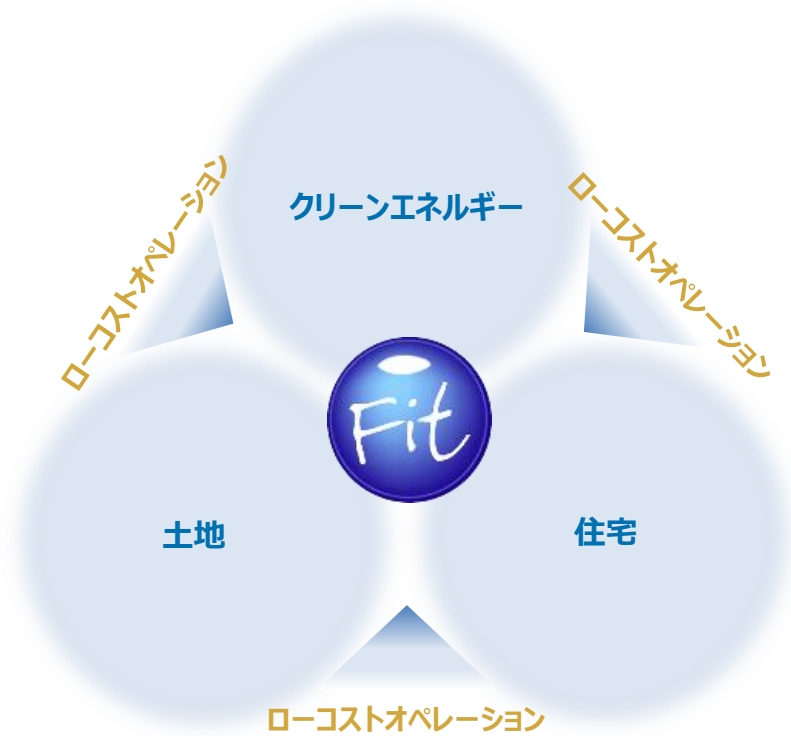 クリーンエネルギー
ローコストオペレーション
ローコストオペレーション
Fit
土地
住宅
ローコストオペレーション